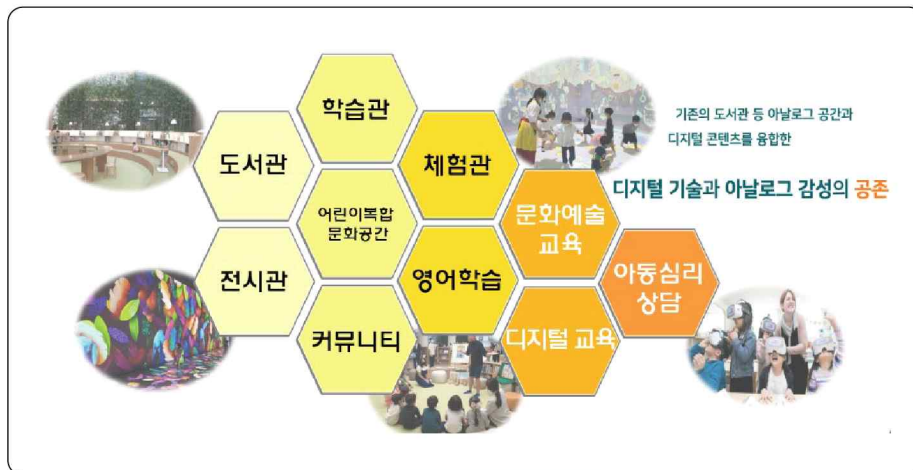 학습관
도서관
체험관
기존의 도서관 등 아날로그 공간과
디지털 콘텐츠를 융합한
디지털 기술과 아날로그 감성의 공존
어린이복합
문화공간
문화예술
교육
전시관
영어학습
아동심리
상담
커뮤니티
디지털 교육